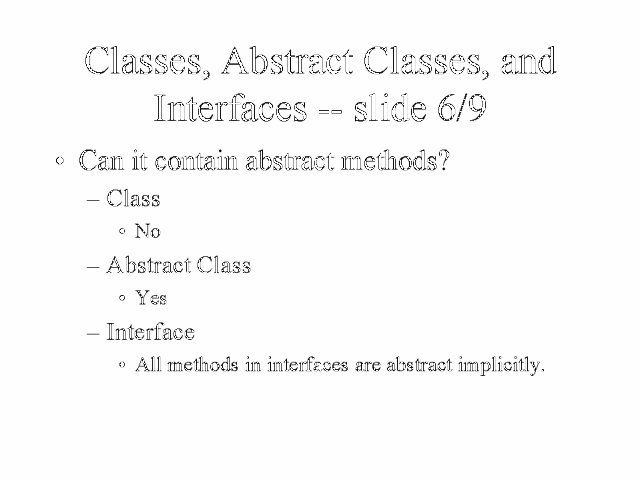 Classes, Abstract Classes, and
Interfaces -- slide 6/9
• Can it contain abstract methods?
– Class
• No
– Abstract Class
• Yes
– Interface
• All methods in interfaces are abstract implicitly.